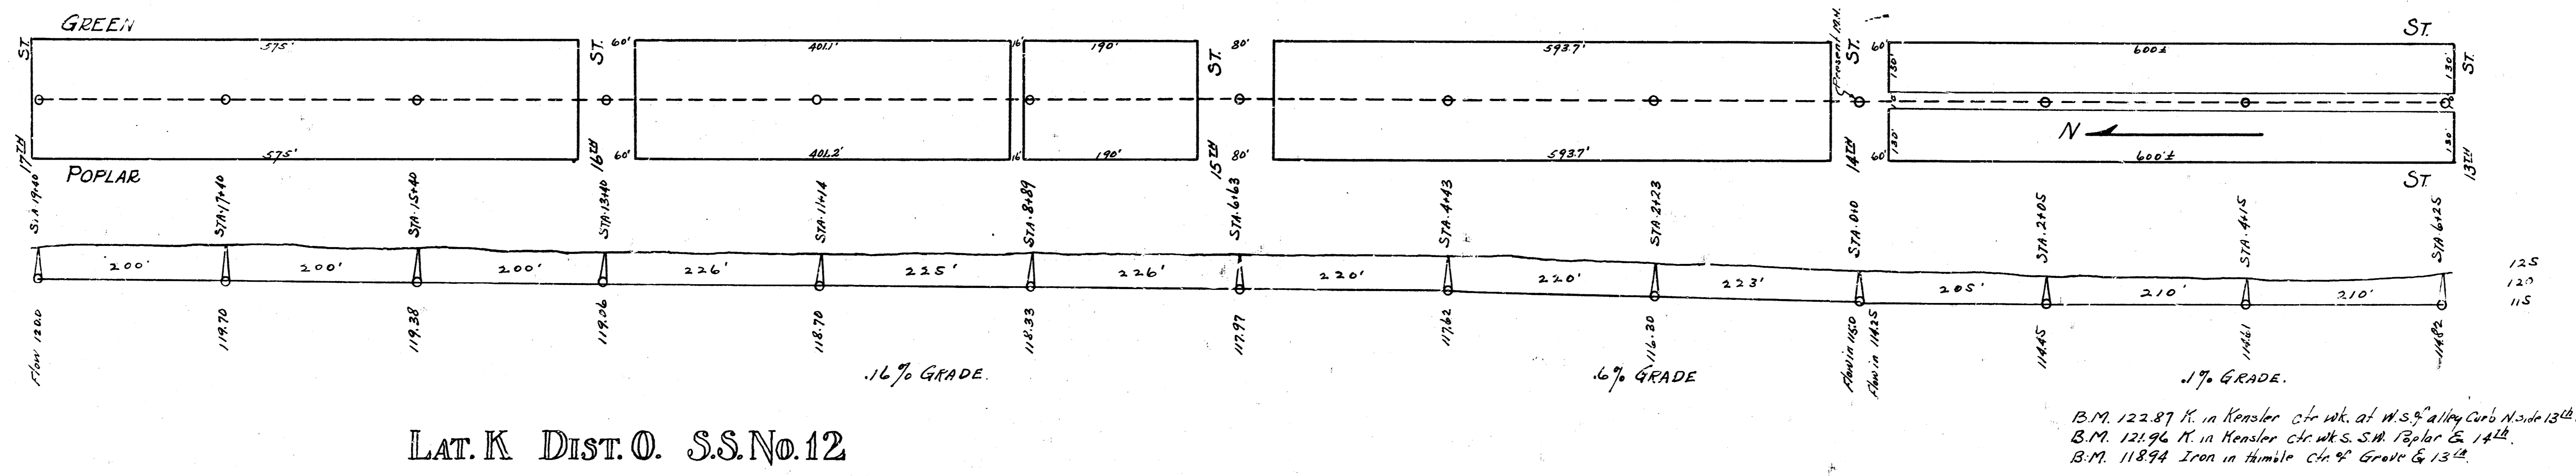 GREEN ST.
ST. 575' ST. 60' 401.1' 16' 190' ST. 80' 593.7' Present M.H. ST. 60' 600± ST.
130' 130'
17TH 16TH 15TH 14TH 13TH
N
130' 130'
575' 60' 401.2' 16' 190' 80' 593.7' 60' 600'±
POPLAR ST.
STA 19+40 STA.17+40 STA.15+40 STA.13+40 STA.11+14 STA.8+89 STA.6+63 STA.4+43 STA.2+23 STA.0+0 STA.2+05 STA.4+15 STA.6+25
200' 200' 200' 226' 225' 226' 220' 220' 223' 205' 210' 210'
125
120
115
Flow 120.0 119.70 119.38 119.06 118.70 118.33 117.97 117.62 116.30 Flow in 115.0 Flow in 114.25 114.45 114.61 114.82
.16% GRADE. .6% GRADE .1% GRADE.
B.M. 122.87 K. in Kensler ctr wk. at W.S. of alley Curb N. side 13th
B.M. 121.96 K. in Kensler ctr wk s. S.W. Poplar & 14th.
B.M. 118.94 Iron in thimble ctr. of Grove & 13th
LAT. K DIST. O. S.S. NO. 12